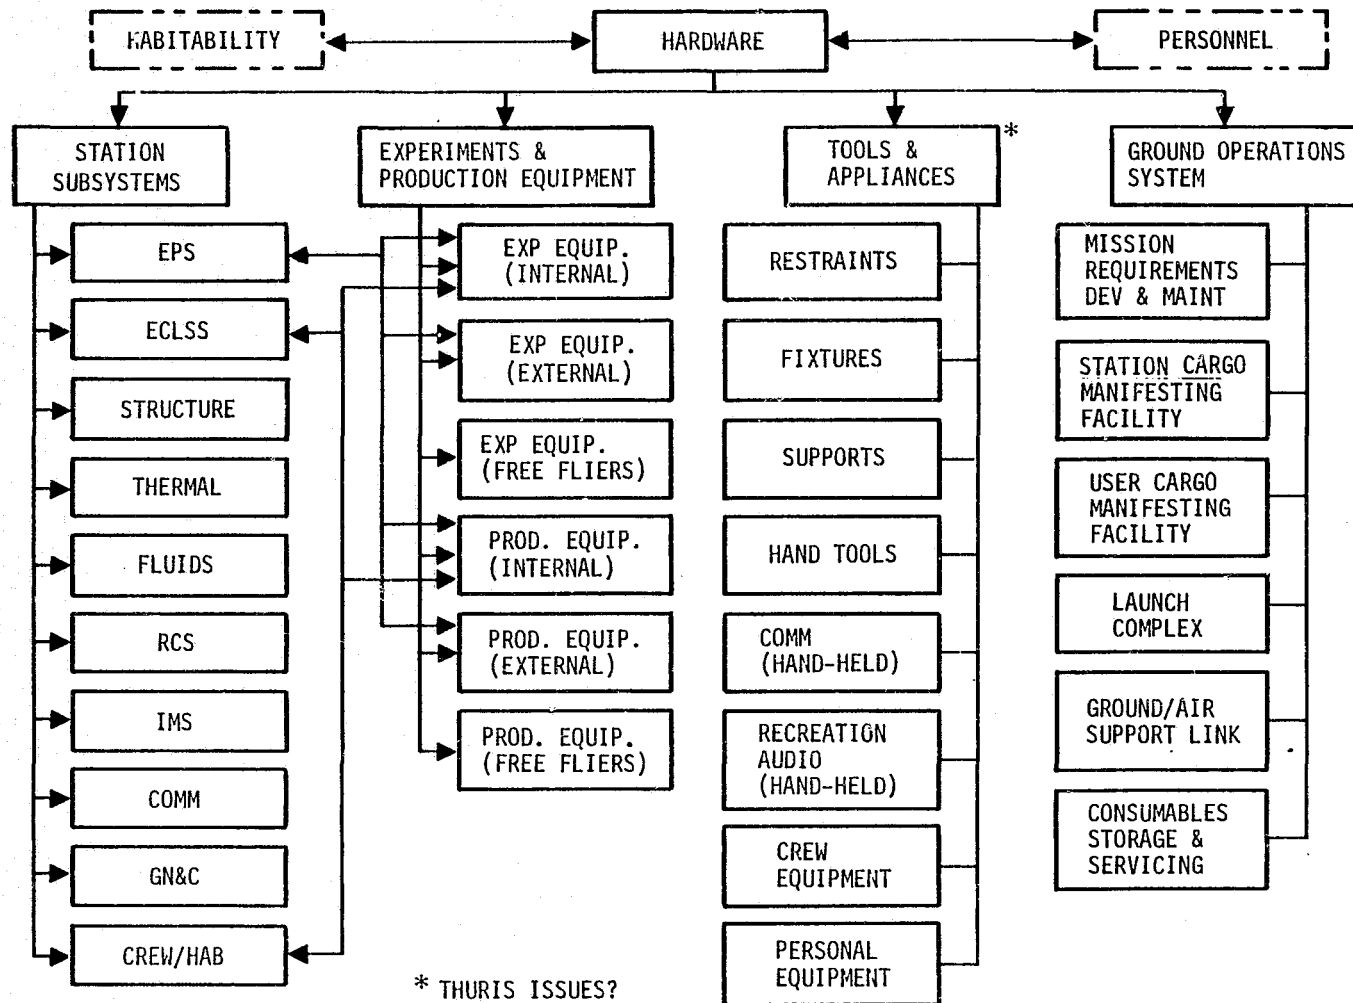 HABITABILITY
HARDWARE
PERSONNEL
STATION
SUBSYSTEMS
EXPERIMENTS &
PRODUCTION EQUIPMENT
TOOLS &
APPLIANCES
*
GROUND OPERATIONS
SYSTEM
EPS
ECLSS
STRUCTURE
THERMAL
FLUIDS
RCS
IMS
COMM
GN&C
CREW/HAB
EXP EQUIP.
(INTERNAL)
EXP EQUIP.
(EXTERNAL)
EXP EQUIP.
(FREE FLIERS)
PROD. EQUIP.
(INTERNAL)
PROD. EQUIP.
(EXTERNAL)
PROD. EQUIP.
(FREE FLIERS)
RESTRAINTS
FIXTURES
SUPPORTS
HAND TOOLS
COMM
(HAND-HELD)
RECREATION
AUDIO
(HAND-HELD)
CREW
EQUIPMENT
PERSONAL
EQUIPMENT
MISSION
REQUIREMENTS
DEV & MAINT
STATION CARGO
MANIFESTING
FACILITY
USER CARGO
MANIFESTING
FACILITY
LAUNCH
COMPLEX
GROUND/AIR
SUPPORT LINK
CONSUMABLES
STORAGE &
SERVICING
* THURIS ISSUES?